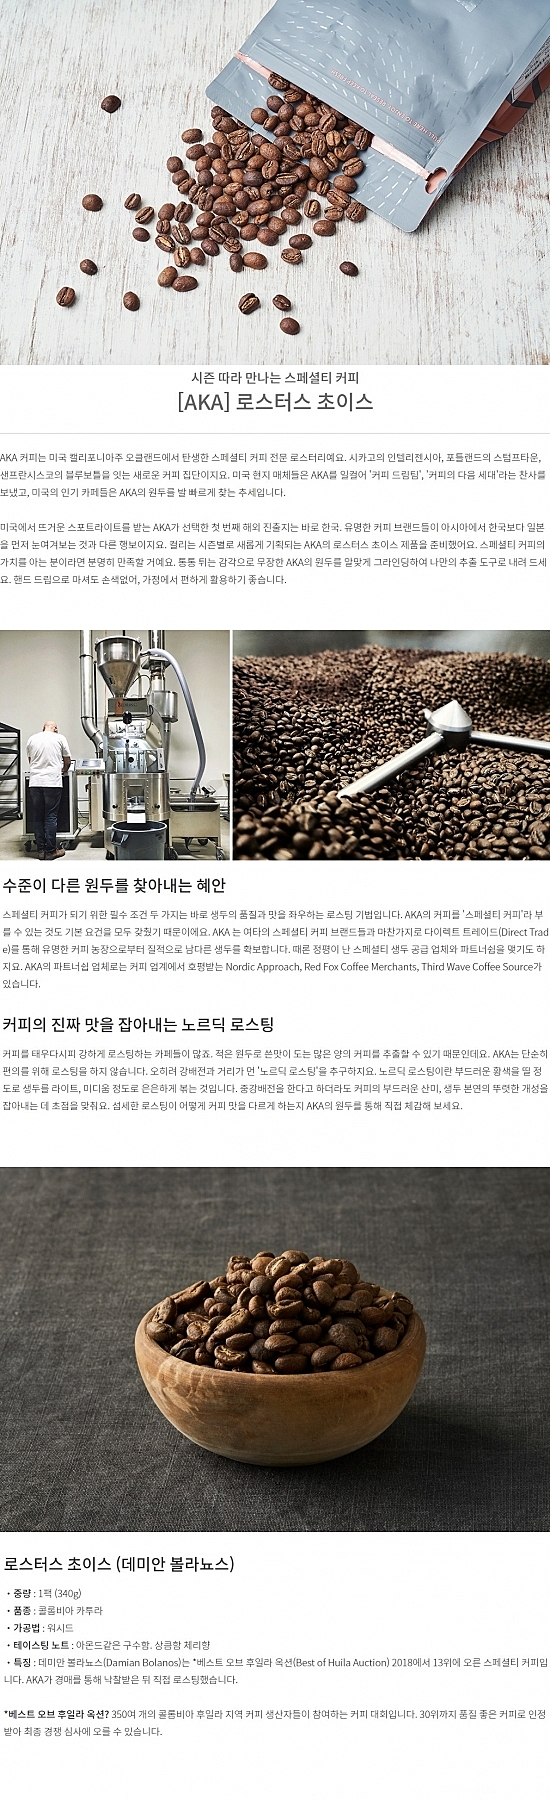 PULL HERE TO ENJOY
시즌 따라 만나는 스페셜티 커피
[AKA] 로스터스 초이스
AKA 커피는 미국 캘리포니아주 오클랜드에서 탄생한 스페셜티 커피 전문 로스터리예요. 시카고의 인텔리젠시아, 포틀랜드의 스텀프타운,
샌프란시스코의 블루보틀을 잇는 새로운 커피 집단이지요. 미국 현지 매체들은 AKA를 일컬어 '커피 드림팀', '커피의 다음 세대'라는 찬사를
보냈고, 미국의 인기 카페들은 AKA의 원두를 발 빠르게 찾는 추세입니다.
미국에서 뜨거운 스포트라이트를 받는 AKA가 선택한 첫 번째 해외 진출지는 바로 한국. 유명한 커피 브랜드들이 아시아에서 한국보다 일본
을 먼저 눈여겨보는 것과 다른 행보이지요. 컬리는 시즌별로 새롭게 기획되는 AKA의 로스터스 초이스 제품을 준비했어요. 스페셜티 커피의
가치를 아는 분이라면 분명히 만족할 거예요. 통통 튀는 감각으로 무장한 AKA의 원두를 알맞게 그라인딩하여 나만의 추출 도구로 내려 드세
요. 핸드 드립으로 마셔도 손색없어, 가정에서 편하게 활용하기 좋습니다.
수준이 다른 원두를 찾아내는 혜안
스페셜티 커피가 되기 위한 필수 조건 두 가지는 바로 생두의 품질과 맛을 좌우하는 로스팅 기법입니다. AKA의 커피를 '스페셜티 커피'라 부
를 수 있는 것도 기본 요건을 모두 갖췄기 때문이에요. AKA 는 여타의 스페셜티 커피 브랜드들과 마찬가지로 다이렉트 트레이드(Direct Trad
e)를 통해 유명한 커피 농장으로부터 질적으로 남다른 생두를 확보합니다. 때론 정평이 난 스페셜티 생두 공급 업체와 파트너쉽을 맺기도 하
지요. AKA의 파트너쉽 업체로는 커피 업계에서 호평받는 Nordic Approach, Red Fox Coffee Merchants, Third Wave Coffee Source가
있습니다.
커피의 진짜 맛을 잡아내는 노르딕 로스팅
커피를 태우다시피 강하게 로스팅하는 카페들이 많죠. 적은 원두로 쓴맛이 도는 많은 양의 커피를 추출할 수 있기 때문인데요. AKA는 단순히
편의를 위해 로스팅을 하지 않습니다. 오히려 강배전과 거리가 먼 '노르딕 로스팅'을 추구하지요. 노르딕 로스팅이란 부드러운 황색을 띨 정
도로 생두를 라이트, 미디움 정도로 은은하게 볶는 것입니다. 중강배전을 한다고 하더라도 커피의 부드러운 산미, 생두 본연의 뚜렷한 개성을
잡아내는 데 초점을 맞춰요. 섬세한 로스팅이 어떻게 커피 맛을 다르게 하는지 AKA의 원두를 통해 직접 체감해 보세요.
로스터스 초이스 (데미안 볼라뇨스)
• 중량 : 1팩 (340g)
• 품종 : 콜롬비아 카투라
• 가공법 : 워시드
• 테이스팅 노트 : 아몬드같은 구수함. 상큼함 체리향
• 특징 : 데미안 볼라뇨스(Damian Bolanos)는 *베스트 오브 후일라 옥션(Best of Huila Auction) 2018에서 13위에 오른 스페셜티 커피입
니다. AKA가 경매를 통해 낙찰받은 뒤 직접 로스팅했습니다.
*베스트 오브 후일라 옥션? 350여 개의 콜롬비아 후일라 지역 커피 생산자들이 참여하는 커피 대회입니다. 30위까지 품질 좋은 커피로 인정
받아 최종 경쟁 심사에 오를 수 있습니다.